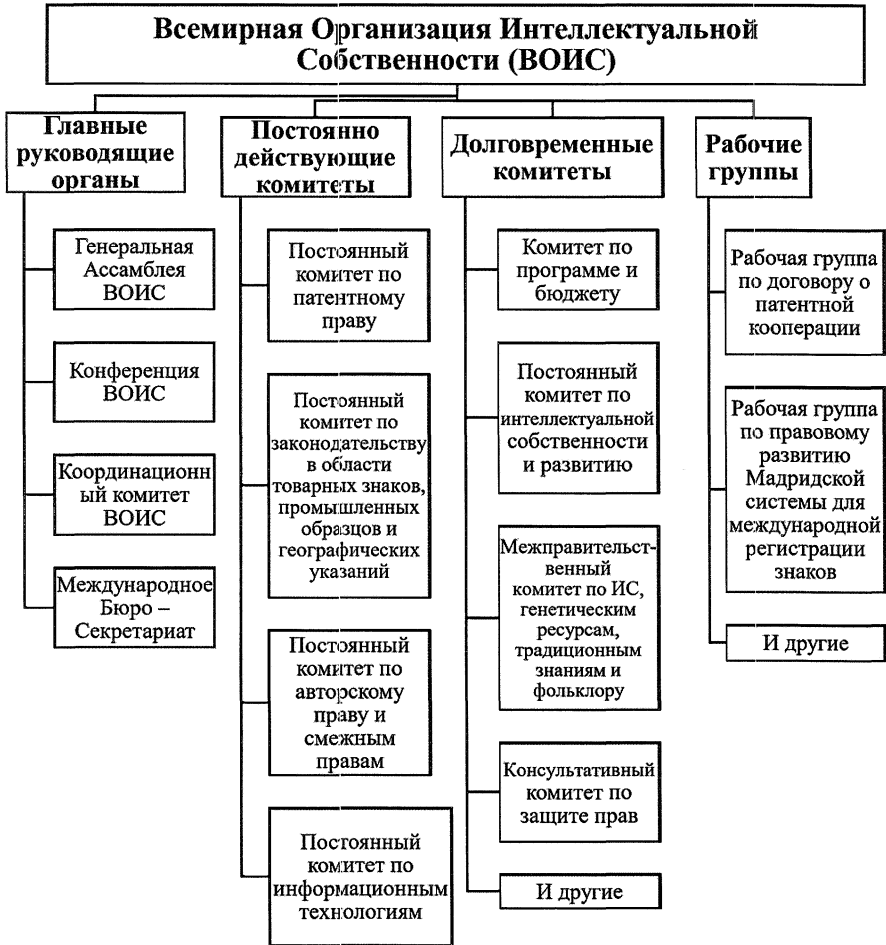 Всемирная Организация Интеллектуальной
Собственности (ВОИС)
Главные
руководящие
органы
Генеральная
Ассамблея
ВОИС
Конференция
ВОИС
Координационн
ый комитет
ВОИС
Международное
Бюро –
Секретариат
Постоянно
действующие
комитеты
Постоянный
комитет по
патентному
праву
Постоянный
комитет по
законодательству
в области
товарных знаков,
промышленных
образцов и
географических
указаний
Постоянный
комитет по
авторскому
праву и
смежным
правам
Постоянный
комитет по
информационным
технологиям
Долговременные
комитеты
Комитет по
программе и
бюджету
Постоянный
комитет по
интеллектуальной
собственности
и развитию
Межправительст-
венный
комитет по ИС,
генетическим
ресурсам,
традиционным
знаниям и
фольклору
Консультативный
комитет по
защите прав
И другие
Рабочие
группы
Рабочая группа
по договору о
патентной
кооперации
Рабочая группа
по правовому
развитию
Мадридской
системы для
международной
регистрации
знаков
И другие